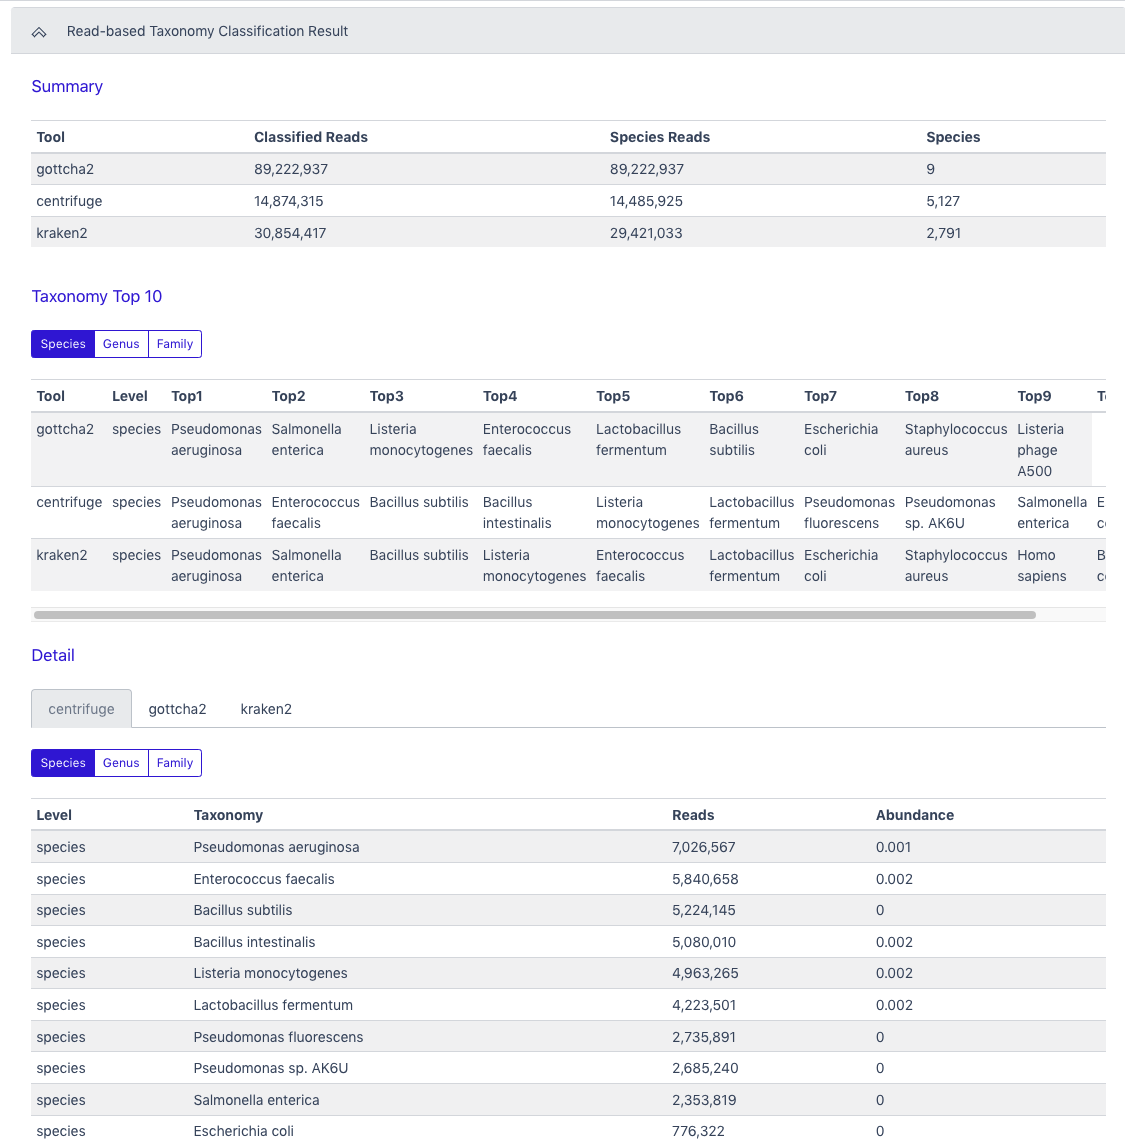 Read-based Taxonomy Classification Result
Summary
Tool Classified Reads Species Reads Species
gottcha2 89,222,937 89,222,937 9
centrifuge 14,874,315 14,485,925 5,127
kraken2 30,854,417 29,421,033 2,791
Taxonomy Top 10
Species Genus Family
Tool Level Top1 Top2 Top3 Top4 Top5 Top6 Top7 Top8 Top9
gottcha2 species Pseudomonas Salmonella Listeria Enterococcus Lactobacillus Bacillus Escherichia Staphylococcus Listeria
aeruginosa enterica monocytogenes faecalis fermentum subtilis coli aureus phage
A500
centrifuge species Pseudomonas Enterococcus Bacillus subtilis Bacillus Listeria Lactobacillus Pseudomonas Pseudomonas Salmonella
aeruginosa faecalis intestinalis monocytogenes fermentum fluorescens sp. AK6U enterica
kraken2 species Pseudomonas Salmonella Bacillus subtilis Listeria Enterococcus Lactobacillus Escherichia Staphylococcus Homo
aeruginosa enterica monocytogenes faecalis fermentum coli aureus sapiens
Detail
centrifuge gottcha2 kraken2
Species Genus Family
Level Taxonomy Reads Abundance
species Pseudomonas aeruginosa 7,026,567 0.001
species Enterococcus faecalis 5,840,658 0.002
species Bacillus subtilis 5,224,145 0
species Bacillus intestinalis 5,080,010 0.002
species Listeria monocytogenes 4,963,265 0.002
species Lactobacillus fermentum 4,223,501 0.002
species Pseudomonas fluorescens 2,735,891 0
species Pseudomonas sp. AK6U 2,685,240 0
species Salmonella enterica 2,353,819 0
species Escherichia coli 776,322 0